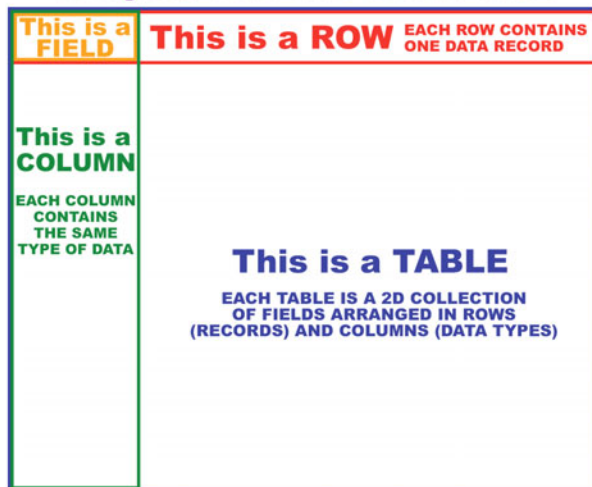 This is a
FIELD
This is a ROW
EACH ROW CONTAINS
ONE DATA RECORD
This is a
COLUMN
EACH COLUMN
CONTAINS
THE SAME
TYPE OF DATA
This is a TABLE
EACH TABLE IS A 2D COLLECTION
OF FIELDS ARRANGED IN ROWS
(RECORDS) AND COLUMNS (DATA TYPES)